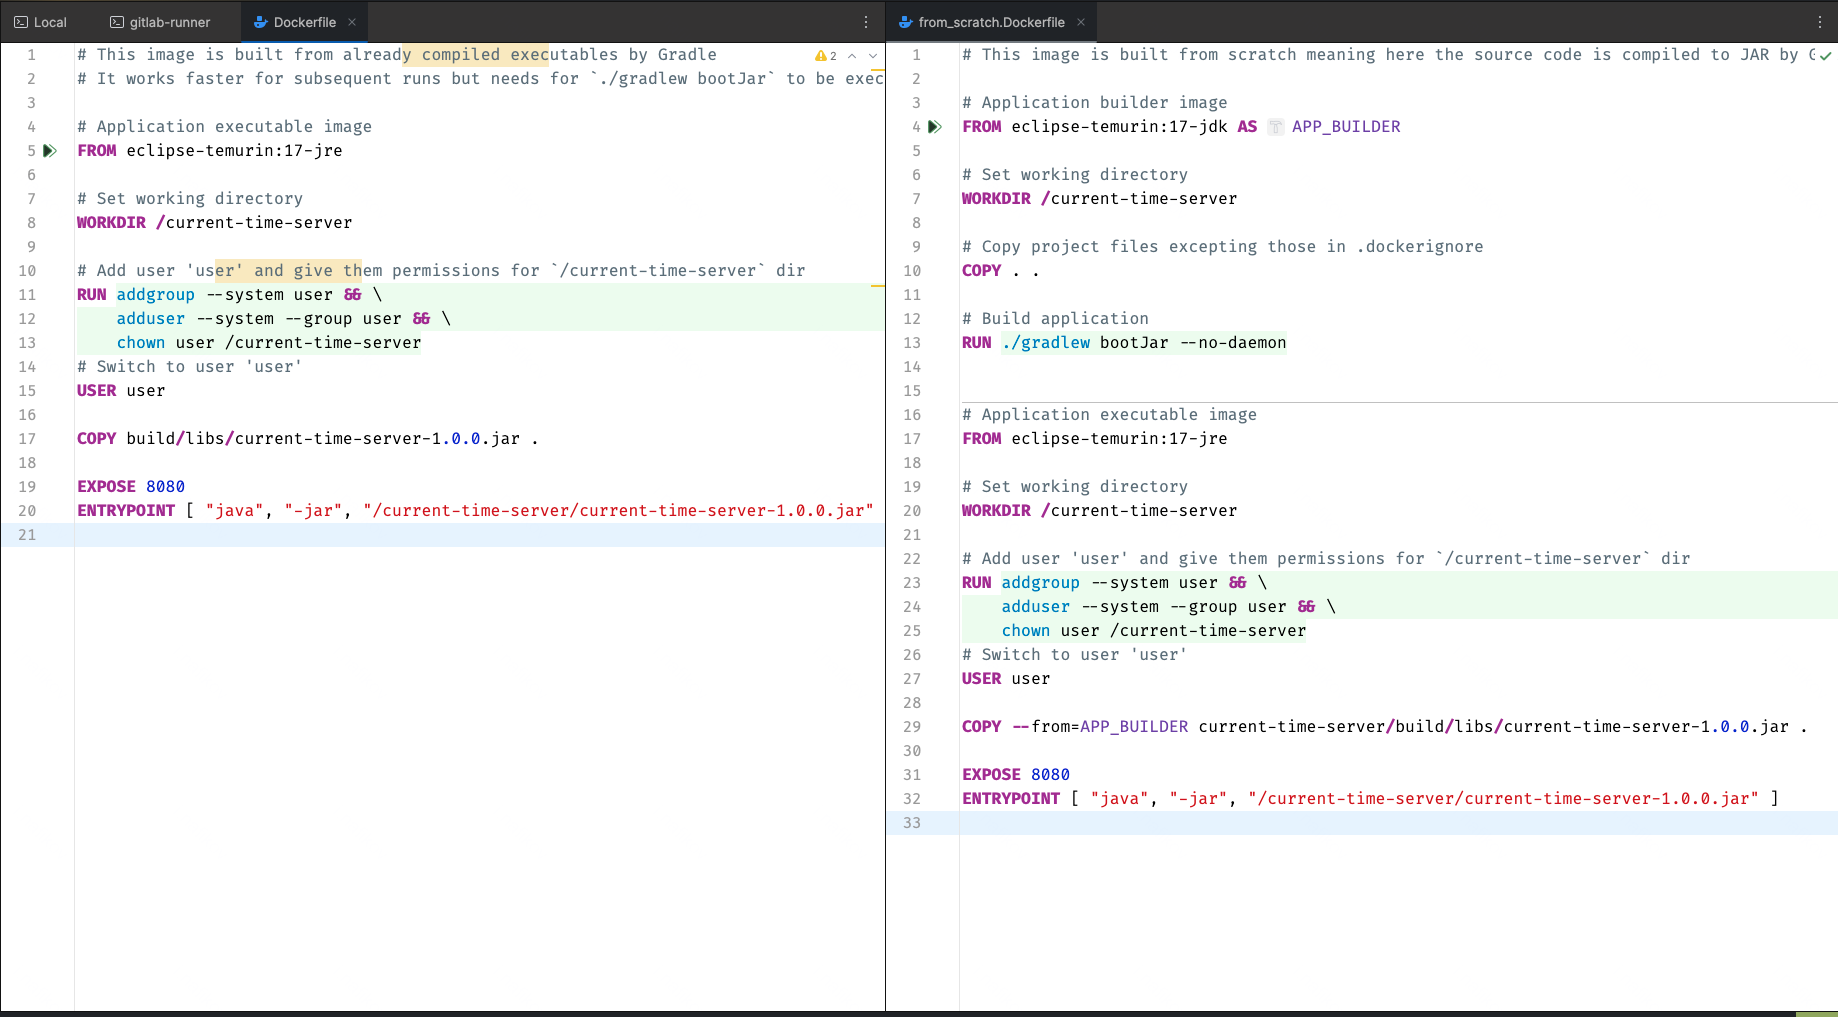 Local
gitlab-runner
Dockerfile
1 # This image is built from already compiled executables by Gradle
2
2 # It works faster for subsequent runs but needs for `./gradlew bootJar` to be exec
3
4 # Application executable image
5 FROM eclipse-temurin:17-jre
6
7 # Set working directory
8 WORKDIR /current-time-server
9
10 # Add user 'user' and give them permissions for `/current-time-server` dir
11 RUN addgroup --system user && \
12 adduser --system --group user && \
13 chown user /current-time-server
14 # Switch to user 'user'
15 USER user
16
17 COPY build/libs/current-time-server-1.0.0.jar .
18
19 EXPOSE 8080
20 ENTRYPOINT [ "java", "-jar", "/current-time-server/current-time-server-1.0.0.jar"
21
from_scratch.Dockerfile
1 # This image is built from scratch meaning here the source code is compiled to JAR by
2
3 # Application builder image
4 FROM eclipse-temurin:17-jdk AS APP_BUILDER
5
6 # Set working directory
7 WORKDIR /current-time-server
8
9 # Copy project files excepting those in .dockerignore
10 COPY . .
11
12 # Build application
13 RUN ./gradlew bootJar --no-daemon
14
15
16 # Application executable image
17 FROM eclipse-temurin:17-jre
18
19 # Set working directory
20 WORKDIR /current-time-server
21
22 # Add user 'user' and give them permissions for `/current-time-server` dir
23 RUN addgroup --system user && \
24 adduser --system --group user && \
25 chown user /current-time-server
26 # Switch to user 'user'
27 USER user
28
29 COPY --from=APP_BUILDER current-time-server/build/libs/current-time-server-1.0.0.jar .
30
31 EXPOSE 8080
32 ENTRYPOINT [ "java", "-jar", "/current-time-server/current-time-server-1.0.0.jar" ]
33